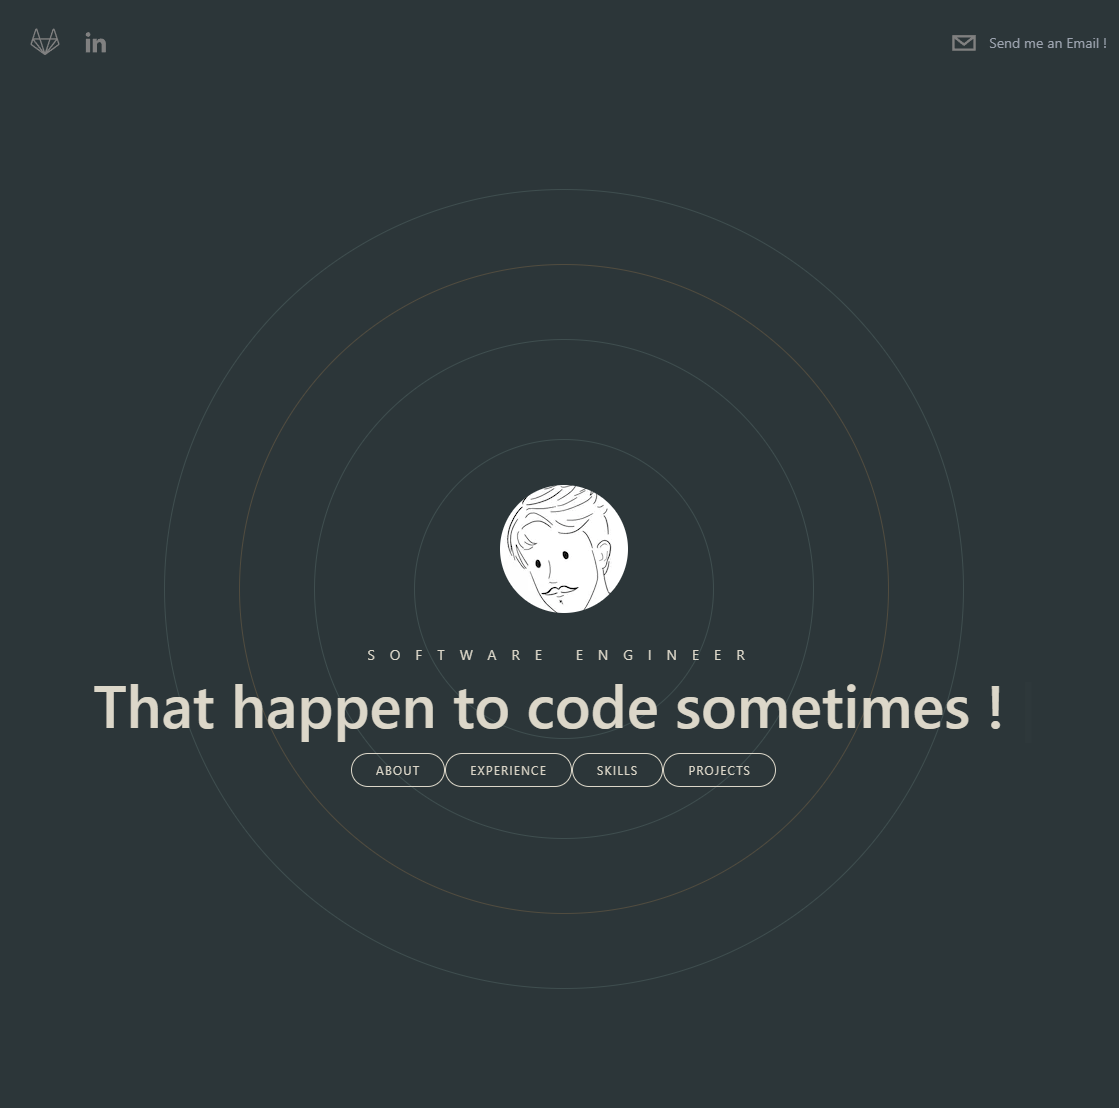 in
Send me an Email !
SOFTWARE ENGINEER
That happen to code sometimes !
ABOUT
EXPERIENCE
SKILLS
PROJECTS